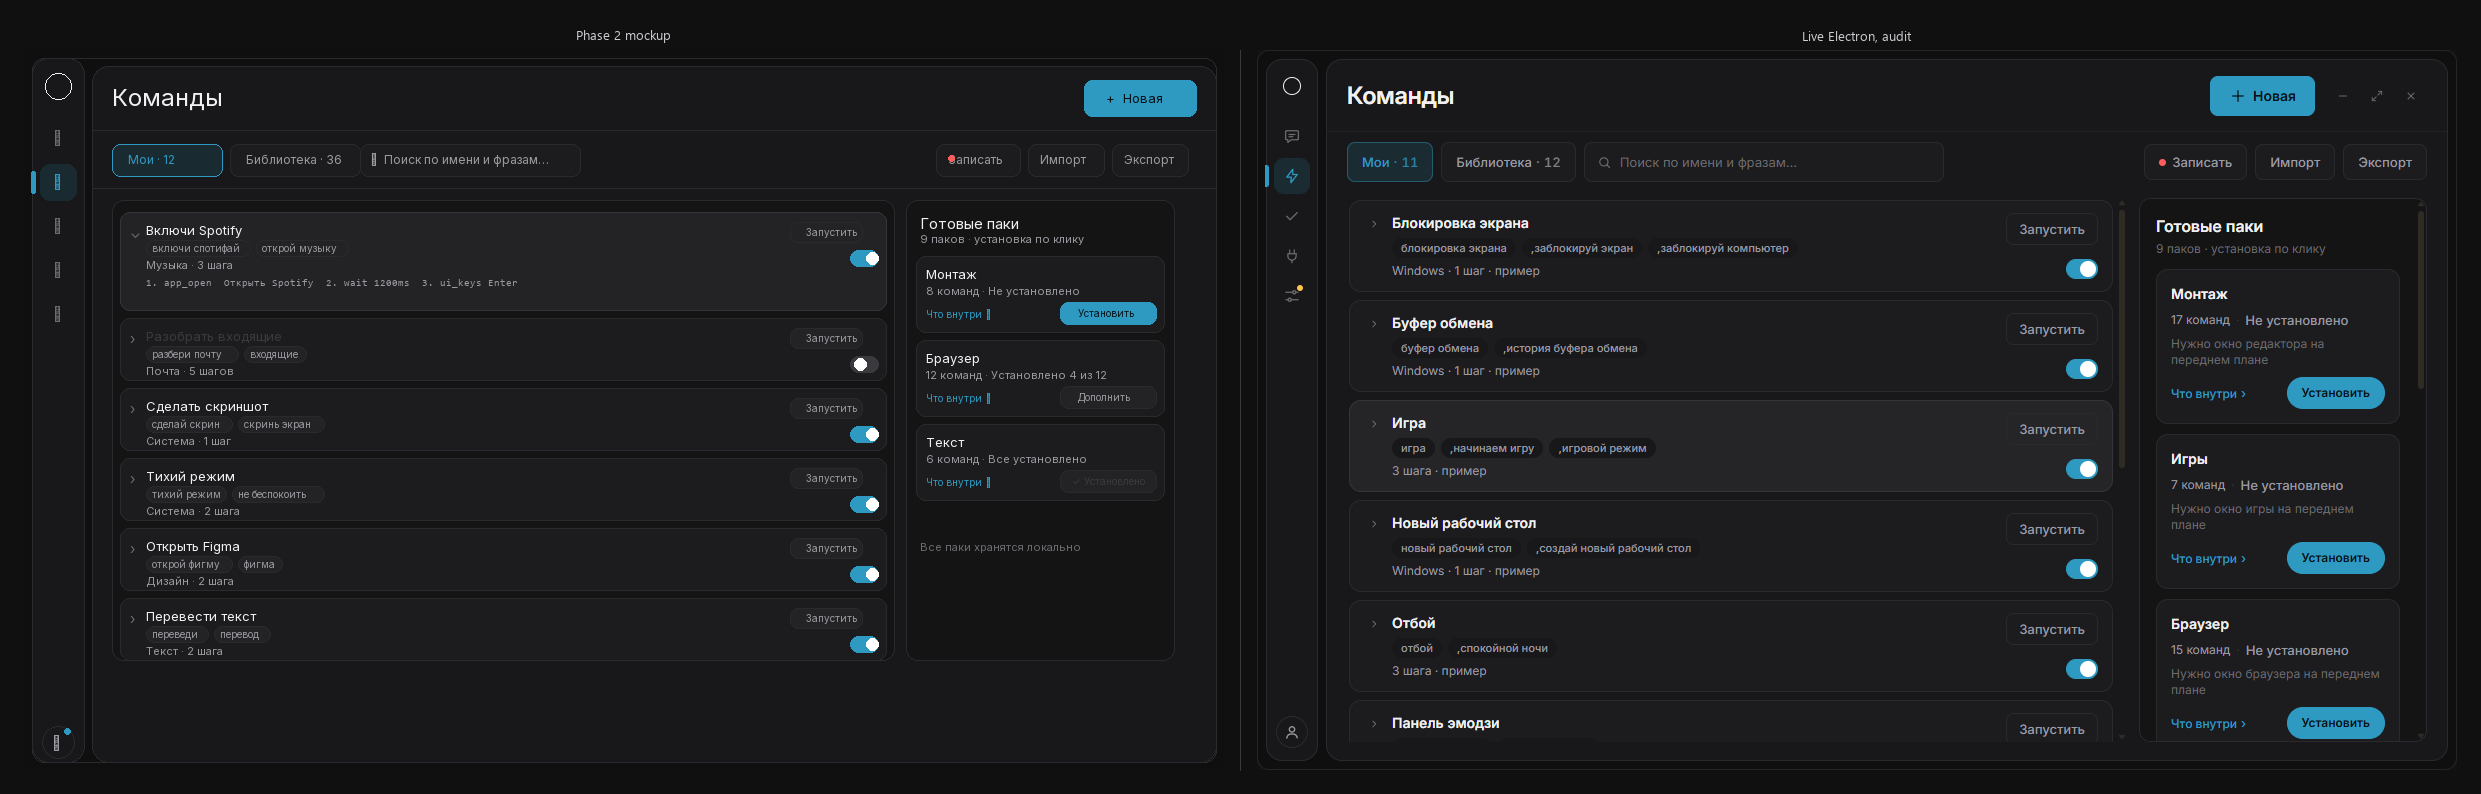 Phase 2 mockup
Команды
+ Новая
Мои · 12
Библиотека · 36
Поиск по имени и фразам...
Записать
Импорт
Экспорт
Включи Spotify
Запустить
включи спотифай
открой музыку
Музыка · 3 шага
1. app_open Открыть Spotify 2. wait 1200ms 3. ui_keys Enter
Разобрать входящие
Запустить
разбери почту
входящие
Почта · 5 шагов
Сделать скриншот
Запустить
сделай скрин
скринь экран
Система · 1 шаг
Тихий режим
Запустить
тихий режим
не беспокоить
Система · 2 шага
Открыть Figma
Запустить
открой фигму
фигма
Дизайн · 2 шага
Перевести текст
Запустить
переведи
перевод
Текст · 2 шага
Готовые паки
9 паков · установка по клику
Монтаж
8 команд · Не установлено
Что внутри
Установить
Браузер
12 команд · Установлено 4 из 12
Что внутри
Дополнить
Текст
6 команд · Все установлено
Что внутри
✓ Установлено
Все паки хранятся локально
Live Electron, audit
Команды
+ Новая
Мои · 11
Библиотека · 12
Поиск по имени и фразам...
Записать
Импорт
Экспорт
Блокировка экрана
Запустить
блокировка экрана
,заблокируй экран
,заблокируй компьютер
Windows · 1 шаг · пример
Буфер обмена
Запустить
буфер обмена
,история буфера обмена
Windows · 1 шаг · пример
Игра
Запустить
игра
,начинаем игру
,игровой режим
3 шага · пример
Новый рабочий стол
Запустить
новый рабочий стол
,создай новый рабочий стол
Windows · 1 шаг · пример
Отбой
Запустить
отбой
,спокойной ночи
3 шага · пример
Панель эмодзи
Запустить
Готовые паки
9 паков · установка по клику
Монтаж
17 команд · Не установлено
Нужно окно редактора на
переднем плане
Что внутри ›
Установить
Игры
7 команд · Не установлено
Нужно окно игры на переднем
плане
Что внутри ›
Установить
Браузер
15 команд · Не установлено
Нужно окно браузера на переднем
плане
Что внутри ›
Установить